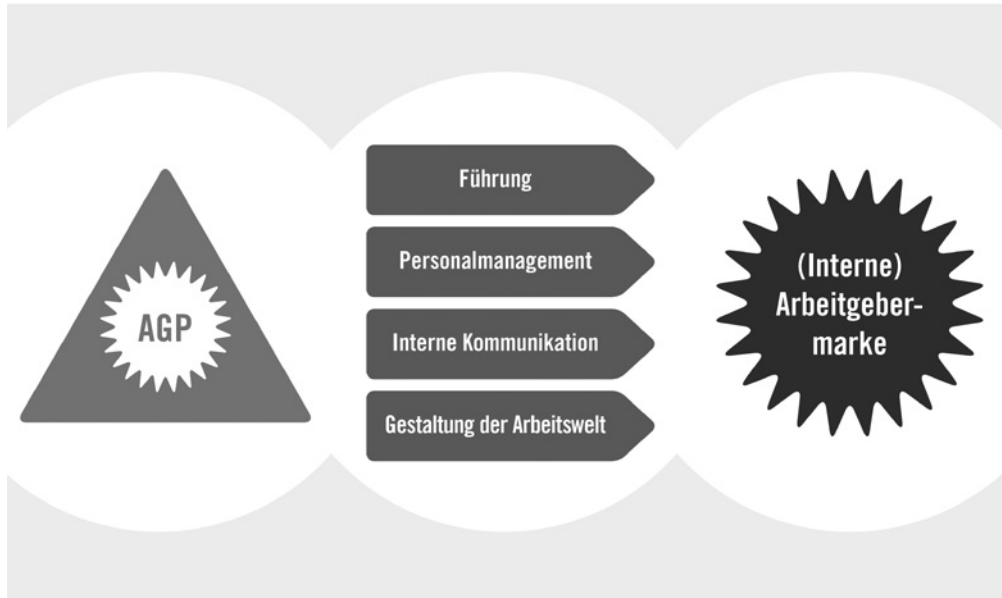 AGP
Führung
Personalmanagement
Interne Kommunikation
Gestaltung der Arbeitswelt
(Interne)
Arbeitgeber-
marke